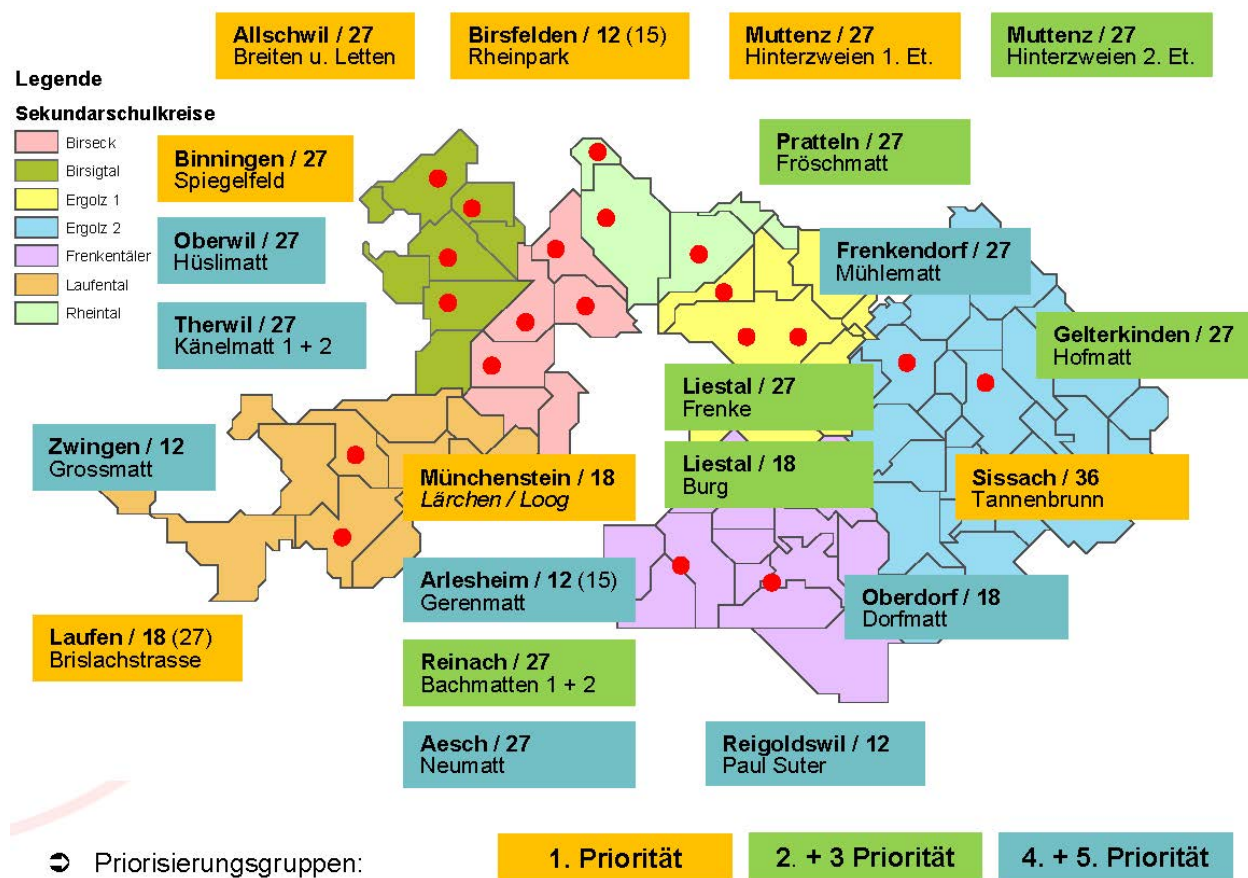 Allschwil / 27
Breiten u. Letten
Birsfelden / 12 (15)
Rheinpark
Muttenz / 27
Hinterzweien 1. Et.
Muttenz / 27
Hinterzweien 2. Et.
Legende
Sekundarschulkreise
Birseck
Birsigtal
Ergolz 1
Ergolz 2
Frenkentäler
Laufental
Rheintal
Binningen / 27
Spiegelfeld
Pratteln / 27
Fröschmatt
Oberwil / 27
Hüslimatt
Frenkendorf / 27
Mühlematt
Therwil / 27
Känelmatt 1 + 2
Gelterkinden / 27
Hofmatt
Liestal / 27
Frenke
Zwingen / 12
Grossmatt
Münchenstein / 18
Lärchen / Loog
Liestal / 18
Burg
Sissach / 36
Tannenbrunn
Arlesheim / 12 (15)
Gerenmatt
Oberdorf / 18
Dorfmatt
Laufen / 18 (27)
Brislachstrasse
Reinach / 27
Bachmatten 1 + 2
Aesch / 27
Neumatt
Reigoldswil / 12
Paul Suter
➲ Priorisierungsgruppen:
1. Priorität
2. + 3 Priorität
4. + 5. Priorität